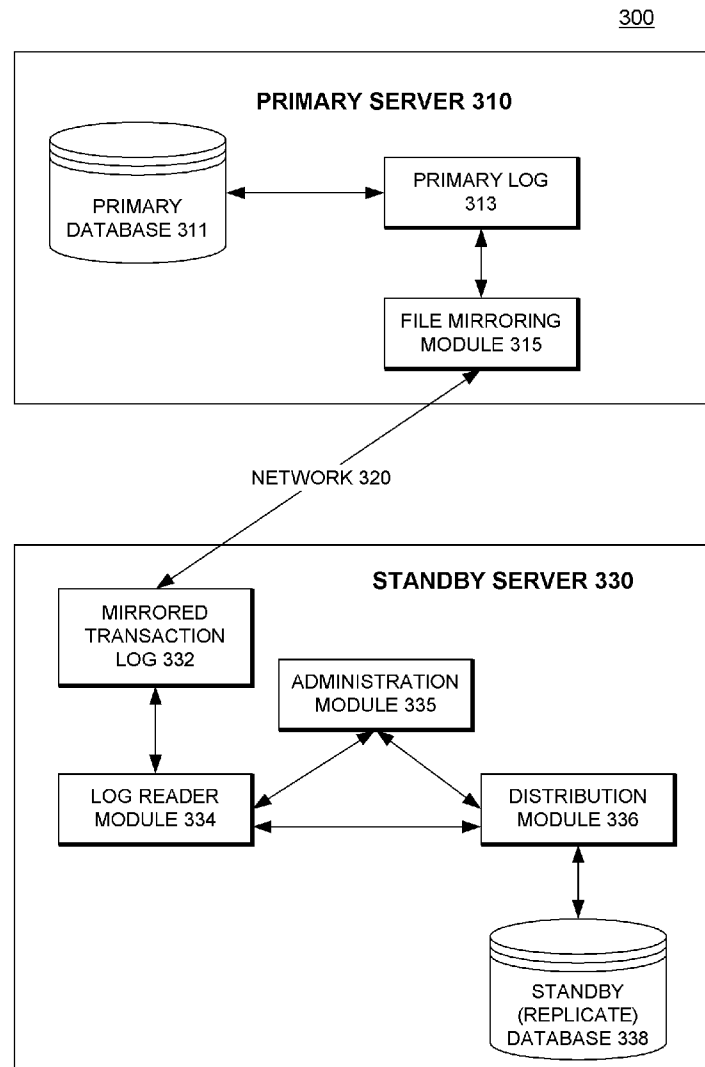 300
PRIMARY SERVER 310
PRIMARY
DATABASE 311
PRIMARY LOG
313
FILE MIRRORING
MODULE 315
NETWORK 320
STANDBY SERVER 330
MIRRORED
TRANSACTION
LOG 332
ADMINISTRATION
MODULE 335
LOG READER
MODULE 334
DISTRIBUTION
MODULE 336
STANDBY
(REPLICATE)
DATABASE 338